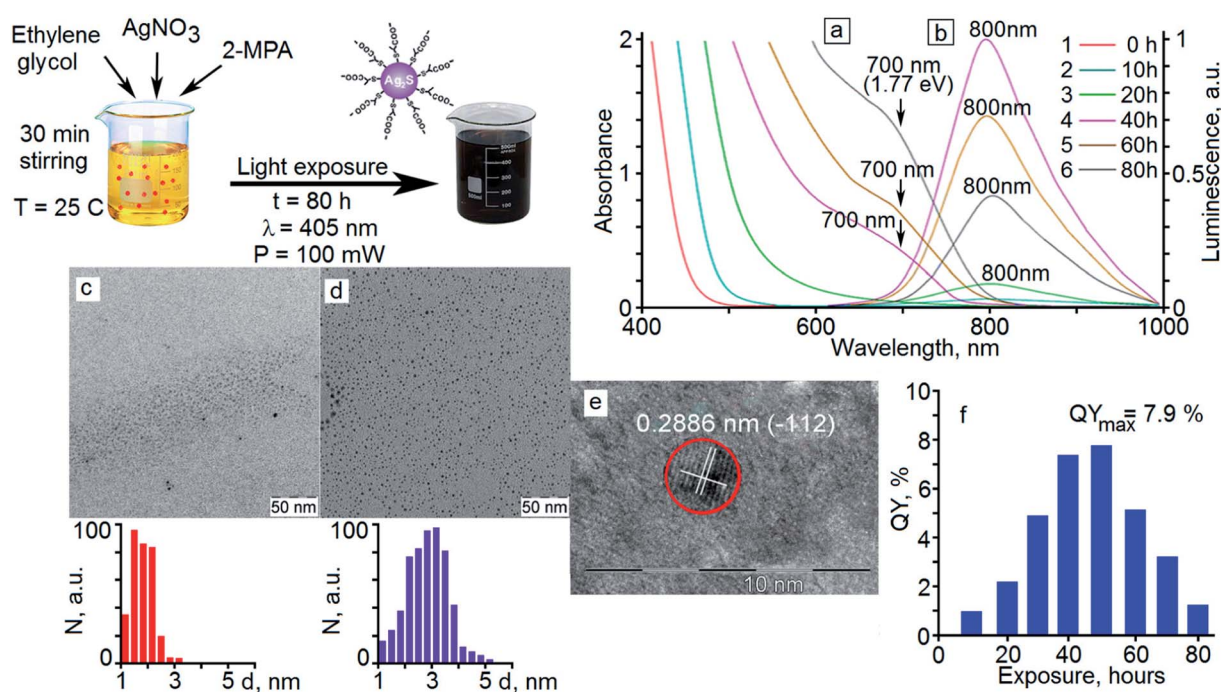 Ethylene
glycol
AgNO3
2-MPA
30 min
stirring
T = 25 C
Ag2S
Light exposure
t = 80 h
λ = 405 nm
P = 100 mW
a
b
Absorbance
2
1
0
400
600
800
1000
Wavelength, nm
Luminescence, a.u.
1
0.5
0
700 nm
(1.77 eV)
700 nm
700 nm
800nm
800nm
800nm
800nm
1 0 h
2 10h
3 20h
4 40h
5 60h
6 80h
c
50 nm
d
50 nm
100
N, a.u.
1 3 5 d, nm
100
N, a.u.
1 3 5 d, nm
e
0.2886 nm (-112)
10 nm
f
QYmax= 7.9 %
QY, %
10
8
6
4
2
0
0 20 40 60 80
Exposure, hours